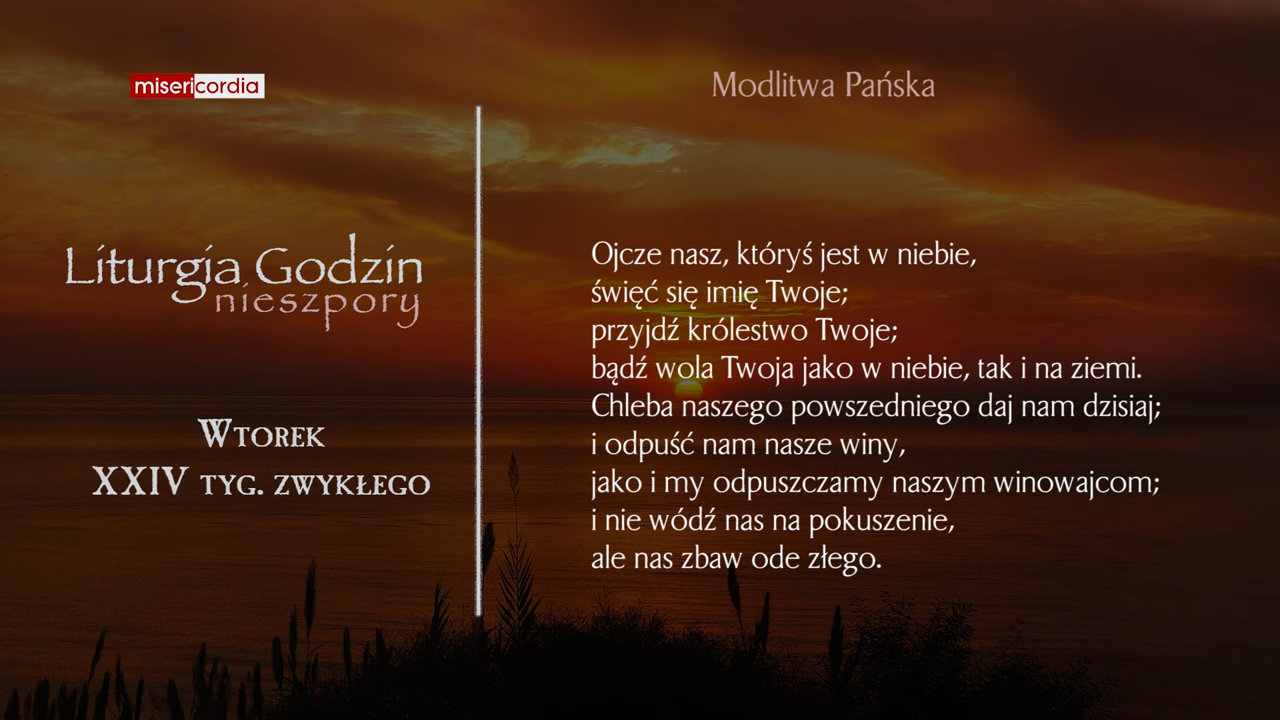 misericordia
Modlitwa Pańska
Liturgia Godzin
nieszpory
Wtorek
XXIV tyg. zwykłego
Ojcze nasz, któryś jest w niebie,
święć się imię Twoje;
przyjdź królestwo Twoje;
bądź wola Twoja jako w niebie, tak i na ziemi.
Chleba naszego powszedniego daj nam dzisiaj;
i odpuść nam nasze winy,
jako i my odpuszczamy naszym winowajcom;
i nie wódź nas na pokuszenie,
ale nas zbaw ode złego.